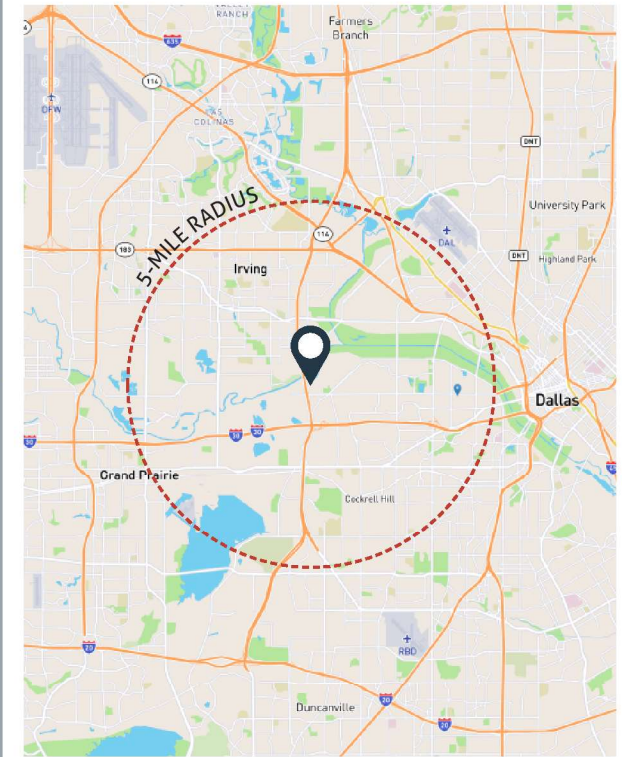 RANCH
Farmers
Branch
635
114
DFW
LAS
COLINAS
DNT
5-MILE RADIUS
University Park
114
DAL
183
DNT
Highland Park
Irving
Dallas
30
30
30
Grand Prairie
Cockrell Hill
RBD
20
20
Duncanville
20